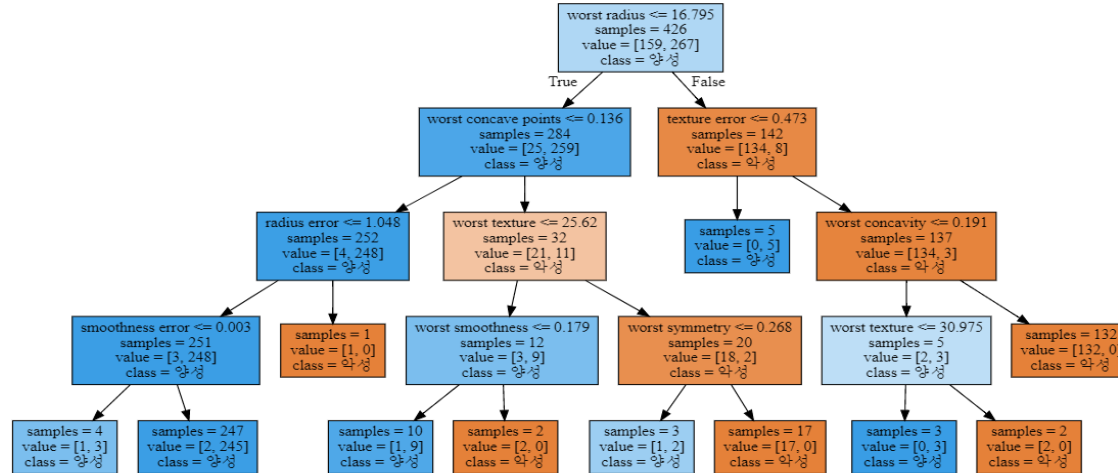 worst radius <= 16.795
samples = 426
value = [159, 267]
class = 양성
True
False
worst concave points <= 0.136
samples = 284
value = [25, 259]
class = 양성
texture error <= 0.473
samples = 142
value = [134, 8]
class = 악성
radius error <= 1.048
samples = 252
value = [4, 248]
class = 양성
worst texture <= 25.62
samples = 32
value = [21, 11]
class = 악성
samples = 5
value = [0, 5]
class = 양성
worst concavity <= 0.191
samples = 137
value = [134, 3]
class = 악성
smoothness error <= 0.003
samples = 251
value = [3, 248]
class = 양성
samples = 1
value = [1, 0]
class = 악성
worst smoothness <= 0.179
samples = 12
value = [3, 9]
class = 양성
worst symmetry <= 0.268
samples = 20
value = [18, 2]
class = 악성
worst texture <= 30.975
samples = 5
value = [2, 3]
class = 양성
samples = 132
value = [132, 0]
class = 악성
samples = 4
value = [1, 3]
class = 양성
samples = 247
value = [2, 245]
class = 양성
samples = 10
value = [1, 9]
class = 양성
samples = 2
value = [2, 0]
class = 악성
samples = 3
value = [1, 2]
class = 양성
samples = 17
value = [17, 0]
class = 악성
samples = 3
value = [0, 3]
class = 양성
samples = 2
value = [2, 0]
class = 악성